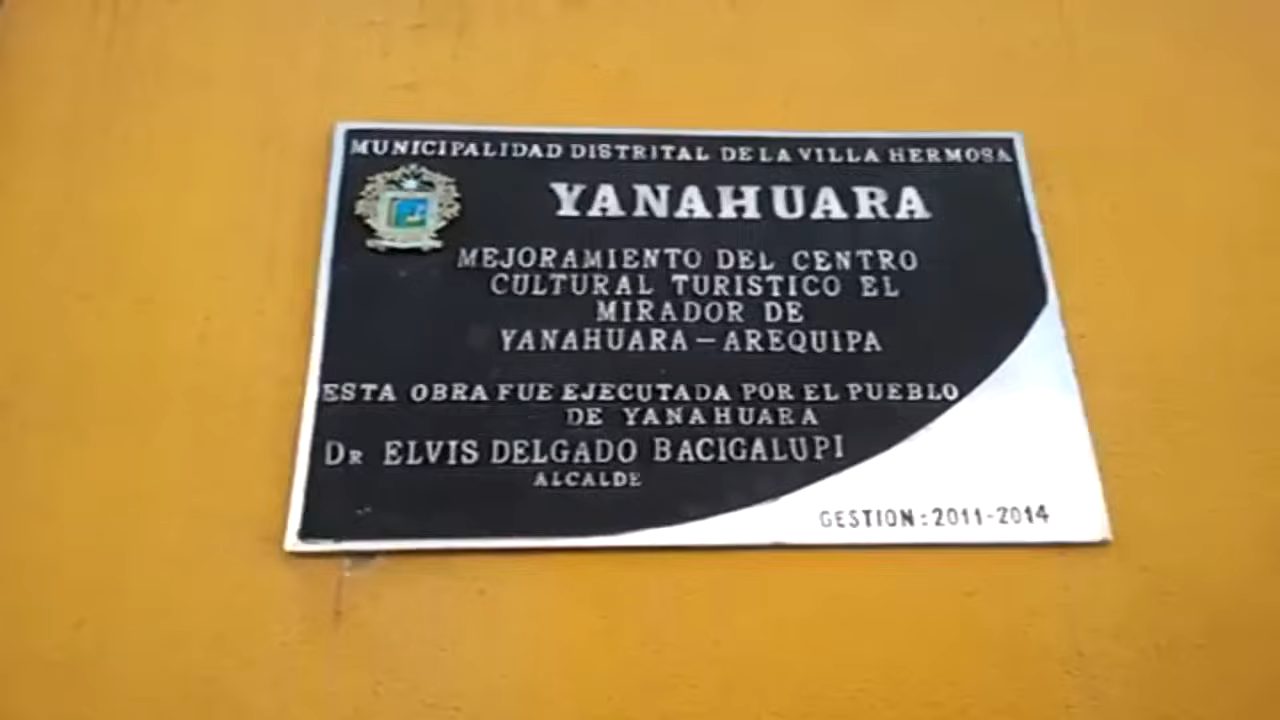 MUNICIPALIDAD DISTRITAL DE LA VILLA HERMOSA
YANAHUARA
MEJORAMIENTO DEL CENTRO
CULTURAL TURISTICO EL
MIRADOR DE
YANAHUARA – AREQUIPA
ESTA OBRA FUE EJECUTADA POR EL PUEBLO
DE YANAHUARA
DR ELVIS DELGADO BACIGALUPI
ALCALDE
GESTION : 2011-2014